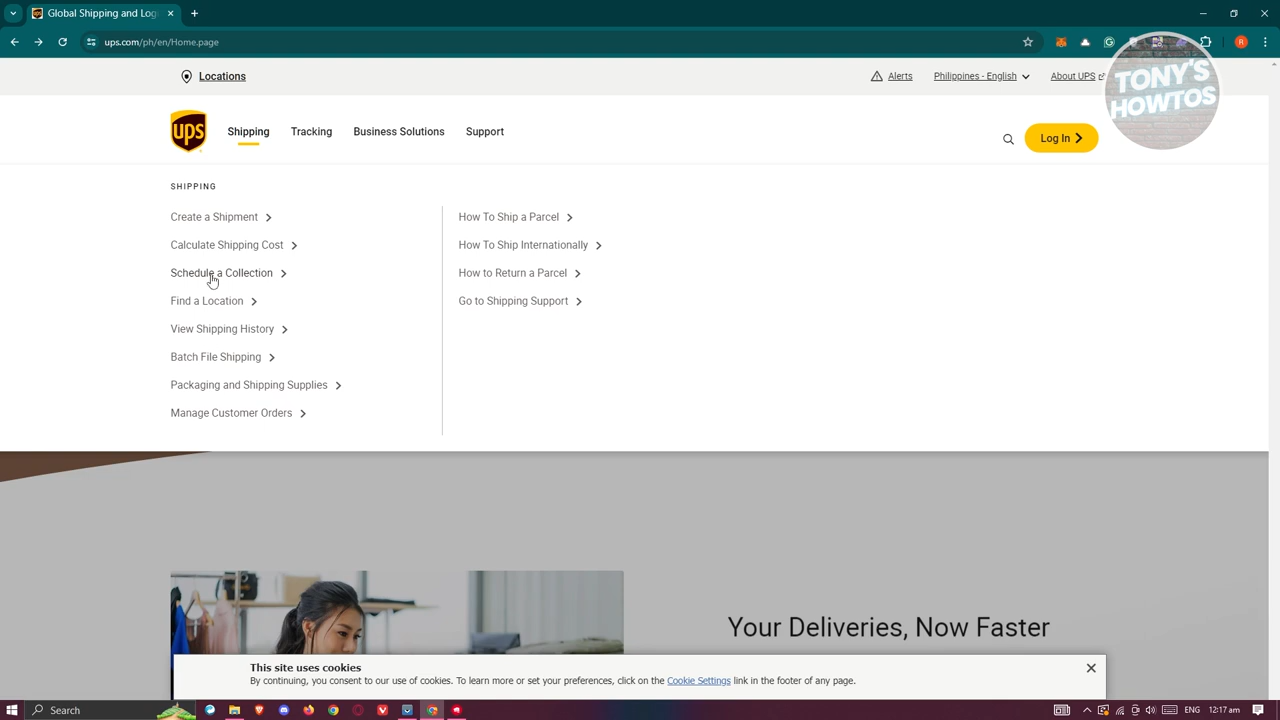 Global Shipping and Log
ups.com/ph/en/Home.page
R
Locations
Alerts
Philippines - English
About UPS
TONY'S
HOWTOS
ups
Shipping
Tracking
Business Solutions
Support
Log In
SHIPPING
Create a Shipment
How To Ship a Parcel
Calculate Shipping Cost
How To Ship Internationally
Schedule a Collection
How to Return a Parcel
Find a Location
Go to Shipping Support
View Shipping History
Batch File Shipping
Packaging and Shipping Supplies
Manage Customer Orders
Your Deliveries, Now Faster
This site uses cookies
By continuing, you consent to our use of cookies. To learn more or set your preferences, click on the Cookie Settings link in the footer of any page.
Search
ENG
12:17 am